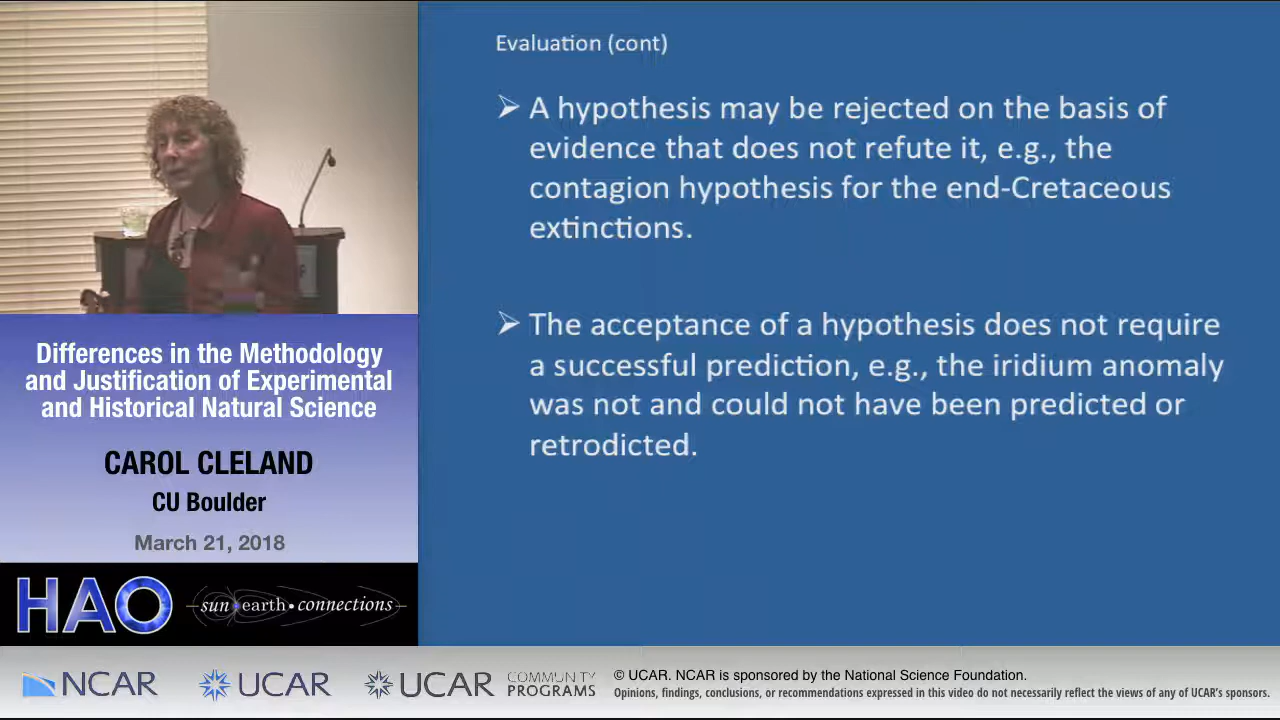 Evaluation (cont)
➢ A hypothesis may be rejected on the basis of
evidence that does not refute it, e.g., the
contagion hypothesis for the end-Cretaceous
extinctions.
➢ The acceptance of a hypothesis does not require
a successful prediction, e.g., the iridium anomaly
was not and could not have been predicted or
retrodicted.
Differences in the Methodology
and Justification of Experimental
and Historical Natural Science
CAROL CLELAND
CU Boulder
March 21, 2018
HAO
sun•earth•connections
NCAR
UCAR
UCAR
COMMUNITY
PROGRAMS
© UCAR. NCAR is sponsored by the National Science Foundation.
Opinions, findings, conclusions, or recommendations expressed in this video do not necessarily reflect the views of any of UCAR's sponsors.